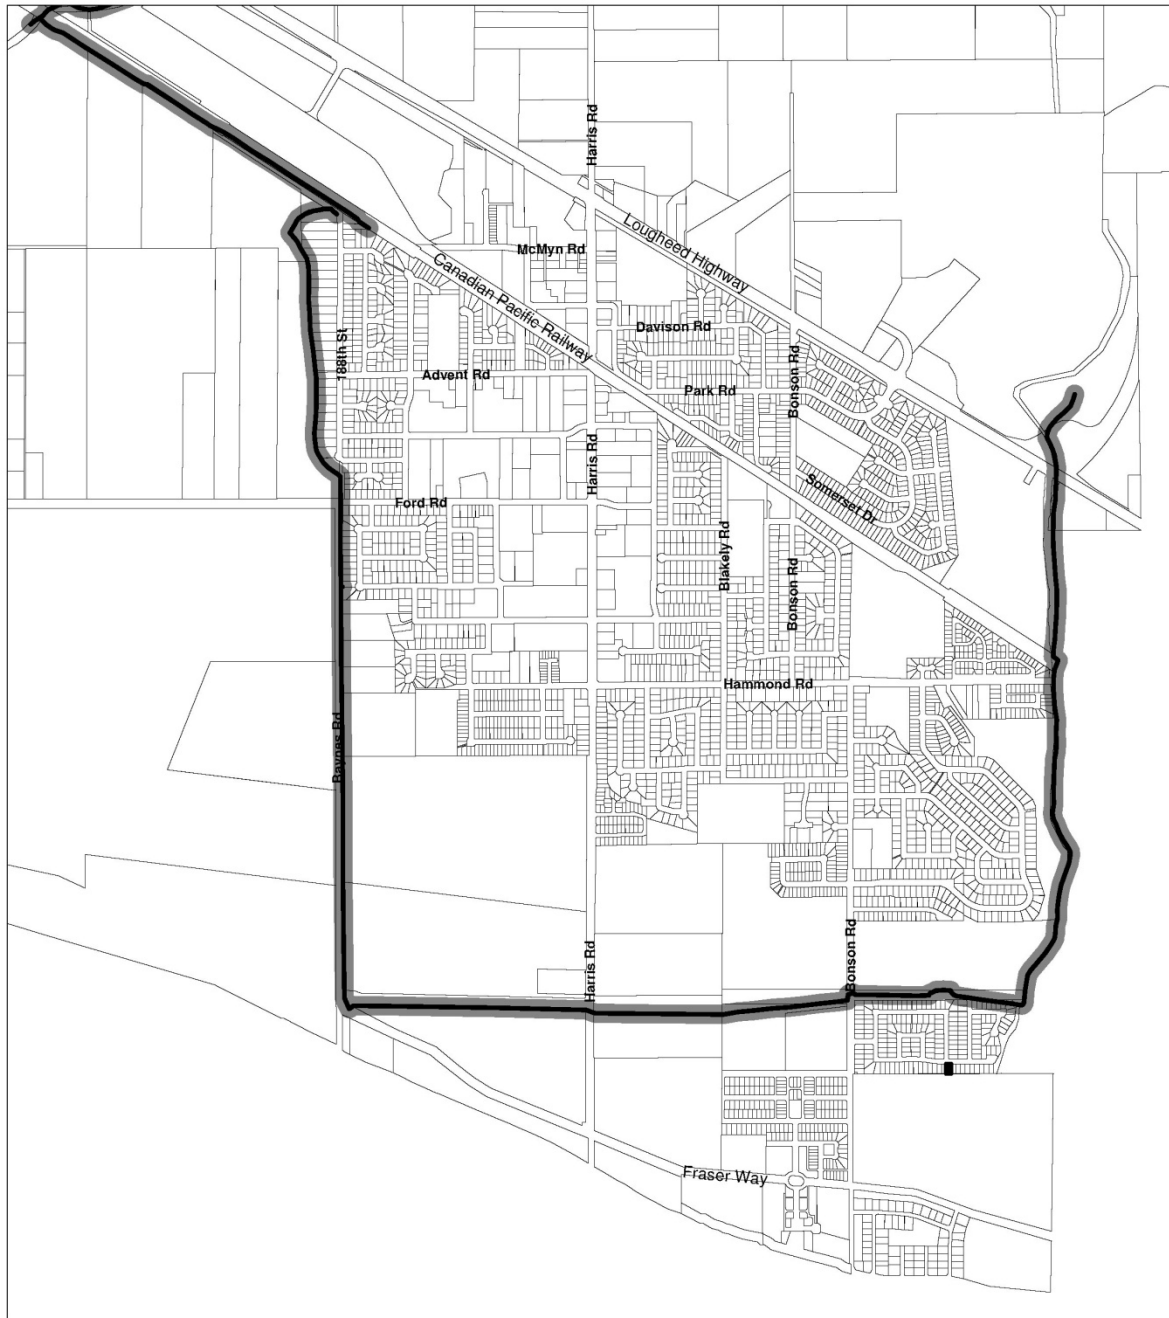 Harris Rd
Lougheed Highway
McMyn Rd
Canadian Pacific Railway
Davison Rd
188th St
Advent Rd
Park Rd
Bonson Rd
Harris Rd
Ford Rd
Somerset Dr
Blakely Rd
Bonson Rd
Hammond Rd
Baynes Rd
Harris Rd
Bonson Rd
Fraser Way